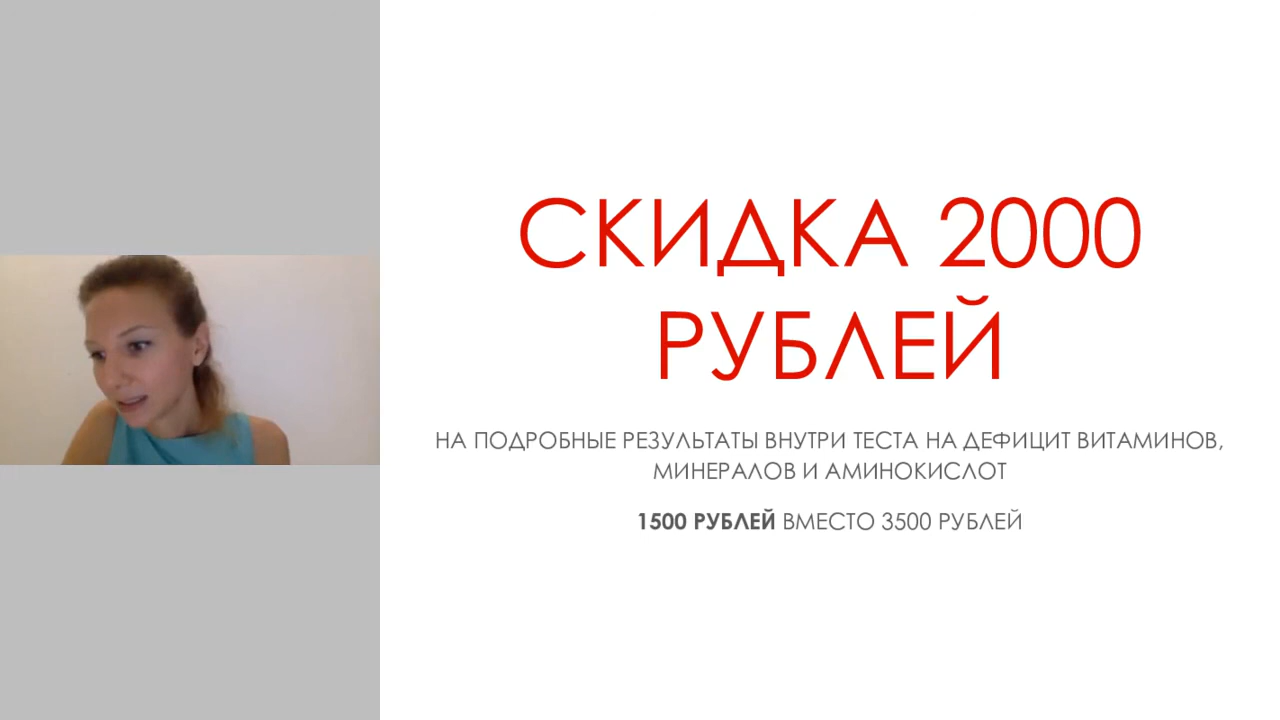 СКИДКА 2000
РУБЛЕЙ
НА ПОДРОБНЫЕ РЕЗУЛЬТАТЫ ВНУТРИ ТЕСТА НА ДЕФИЦИТ ВИТАМИНОВ,
МИНЕРАЛОВ И АМИНОКИСЛОТ
1500 РУБЛЕЙ ВМЕСТО 3500 РУБЛЕЙ